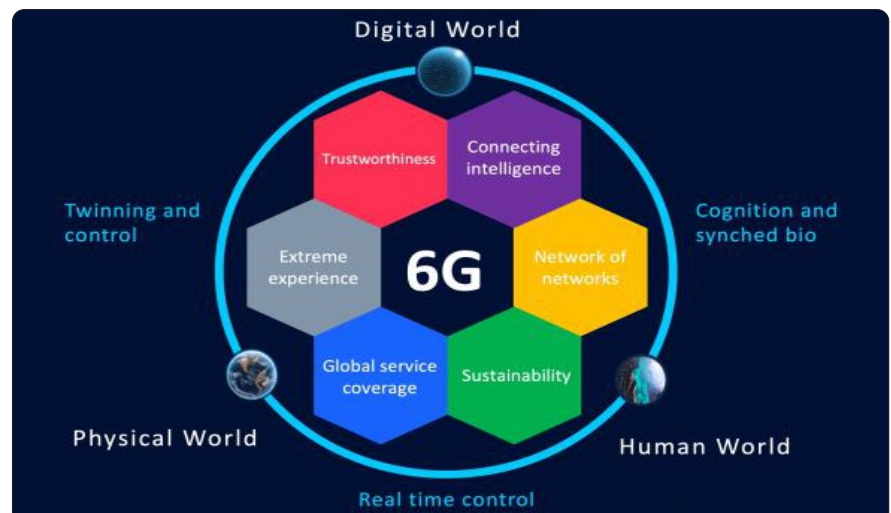 Digital World
Trustworthiness
Connecting
intelligence
Twinning and
control
Cognition and
synched bio
Extreme
experience
6G
Network of
networks
Global service
coverage
Sustainability
Physical World
Human World
Real time control